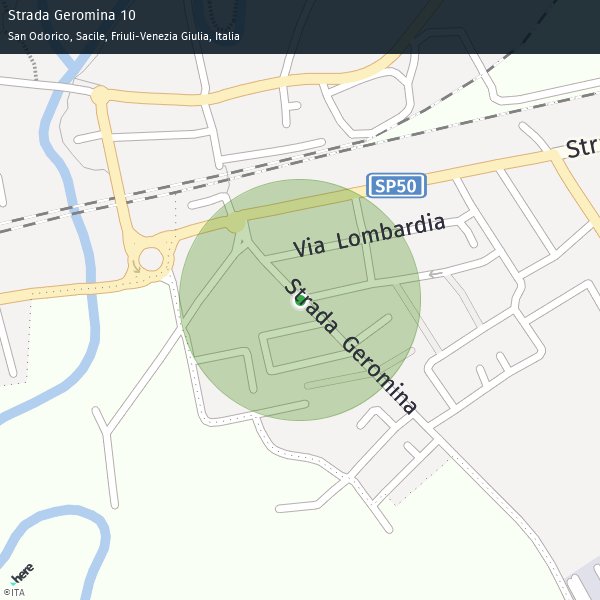 Strada Geromina 10
San Odorico, Sacile, Friuli-Venezia Giulia, Italia
Str
SP50
Via Lombardia
Strada Geromina
here
©ITA